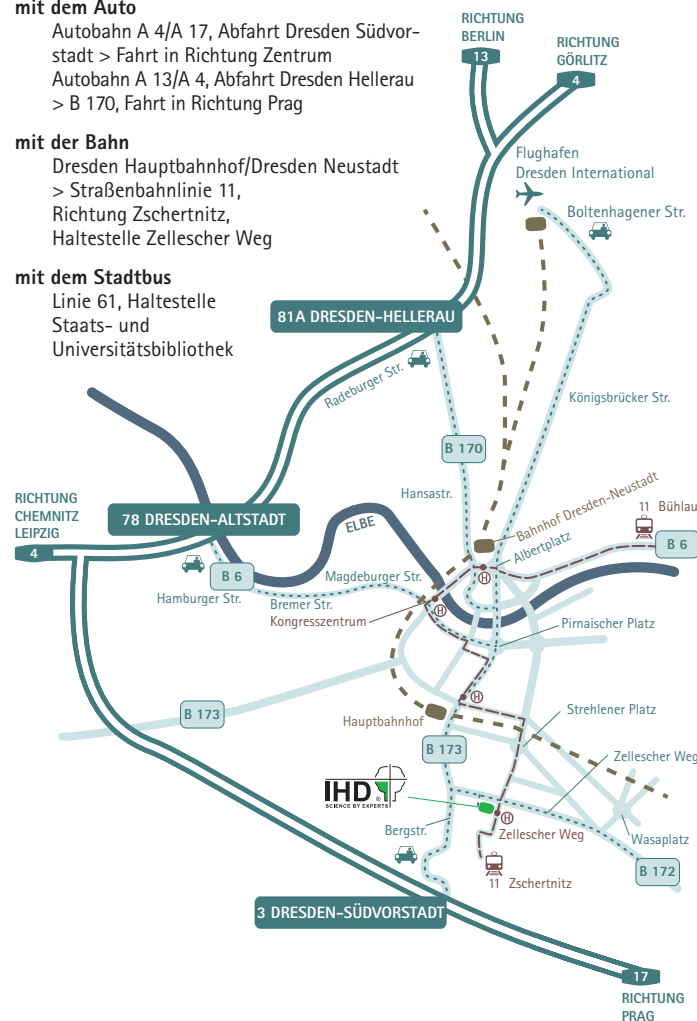 mit dem Auto
Autobahn A 4/A 17, Abfahrt Dresden Südvor-
stadt > Fahrt in Richtung Zentrum
Autobahn A 13/A 4, Abfahrt Dresden Hellerau
> B 170, Fahrt in Richtung Prag
mit der Bahn
Dresden Hauptbahnhof/Dresden Neustadt
> Straßenbahnlinie 11,
Richtung Zschertnitz,
Haltestelle Zellescher Weg
mit dem Stadtbus
Linie 61, Haltestelle
Staats- und
Universitätsbibliothek
RICHTUNG
BERLIN
13
RICHTUNG
GÖRLITZ
4
Flughafen
Dresden International
Boltenhagener Str.
81A DRESDEN-HELLERAU
Radeburger Str.
Königsbrücker Str.
B 170
Hansastr.
Bahnhof Dresden-Neustadt
11 Bühlau
RICHTUNG
CHEMNITZ
LEIPZIG
4
78 DRESDEN-ALTSTADT
ELBE
Albertplatz
H
B 6
B 6
Magdeburger Str.
Hamburger Str.
Bremer Str.
Kongresszentrum
H
Pirnaischer Platz
H
B 173
Hauptbahnhof
Strehlener Platz
B 173
Zellescher Weg
IHD ®
SCIENCE BY EXPERTS
H
Bergstr.
Zellescher Weg
Wasaplatz
B 172
11 Zschertnitz
3 DRESDEN-SÜDVORSTADT
17
RICHTUNG
PRAG